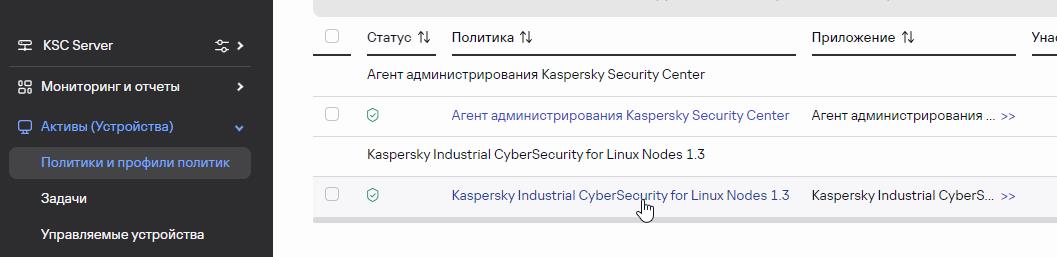 KSC Server
Мониторинг и отчеты
Активы (Устройства)
Политики и профили политик
Задачи
Управляемые устройства
Статус Политика Приложение Унас
Агент администрирования Kaspersky Security Center
Агент администрирования Kaspersky Security Center Агент администрирования ... >>
Kaspersky Industrial CyberSecurity for Linux Nodes 1.3
Kaspersky Industrial CyberSecurity for Linux Nodes 1.3 Kaspersky Industrial CyberS... >>